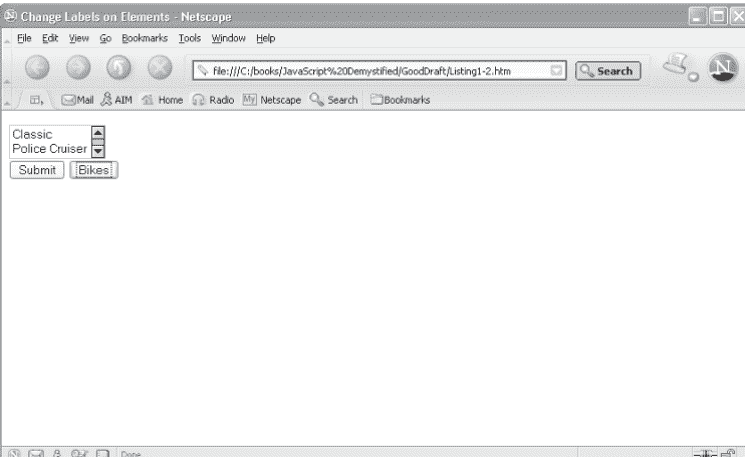 Change Labels on Elements - Netscape
File Edit View Go Bookmarks Tools Window Help
file:///C:/books/JavaScript%20Demystified/GoodDraft/Listing1-2.htm
Search
N
Mail AIM Home Radio My Netscape Search Bookmarks
Classic
Police Cruiser
Submit Bikes
Done